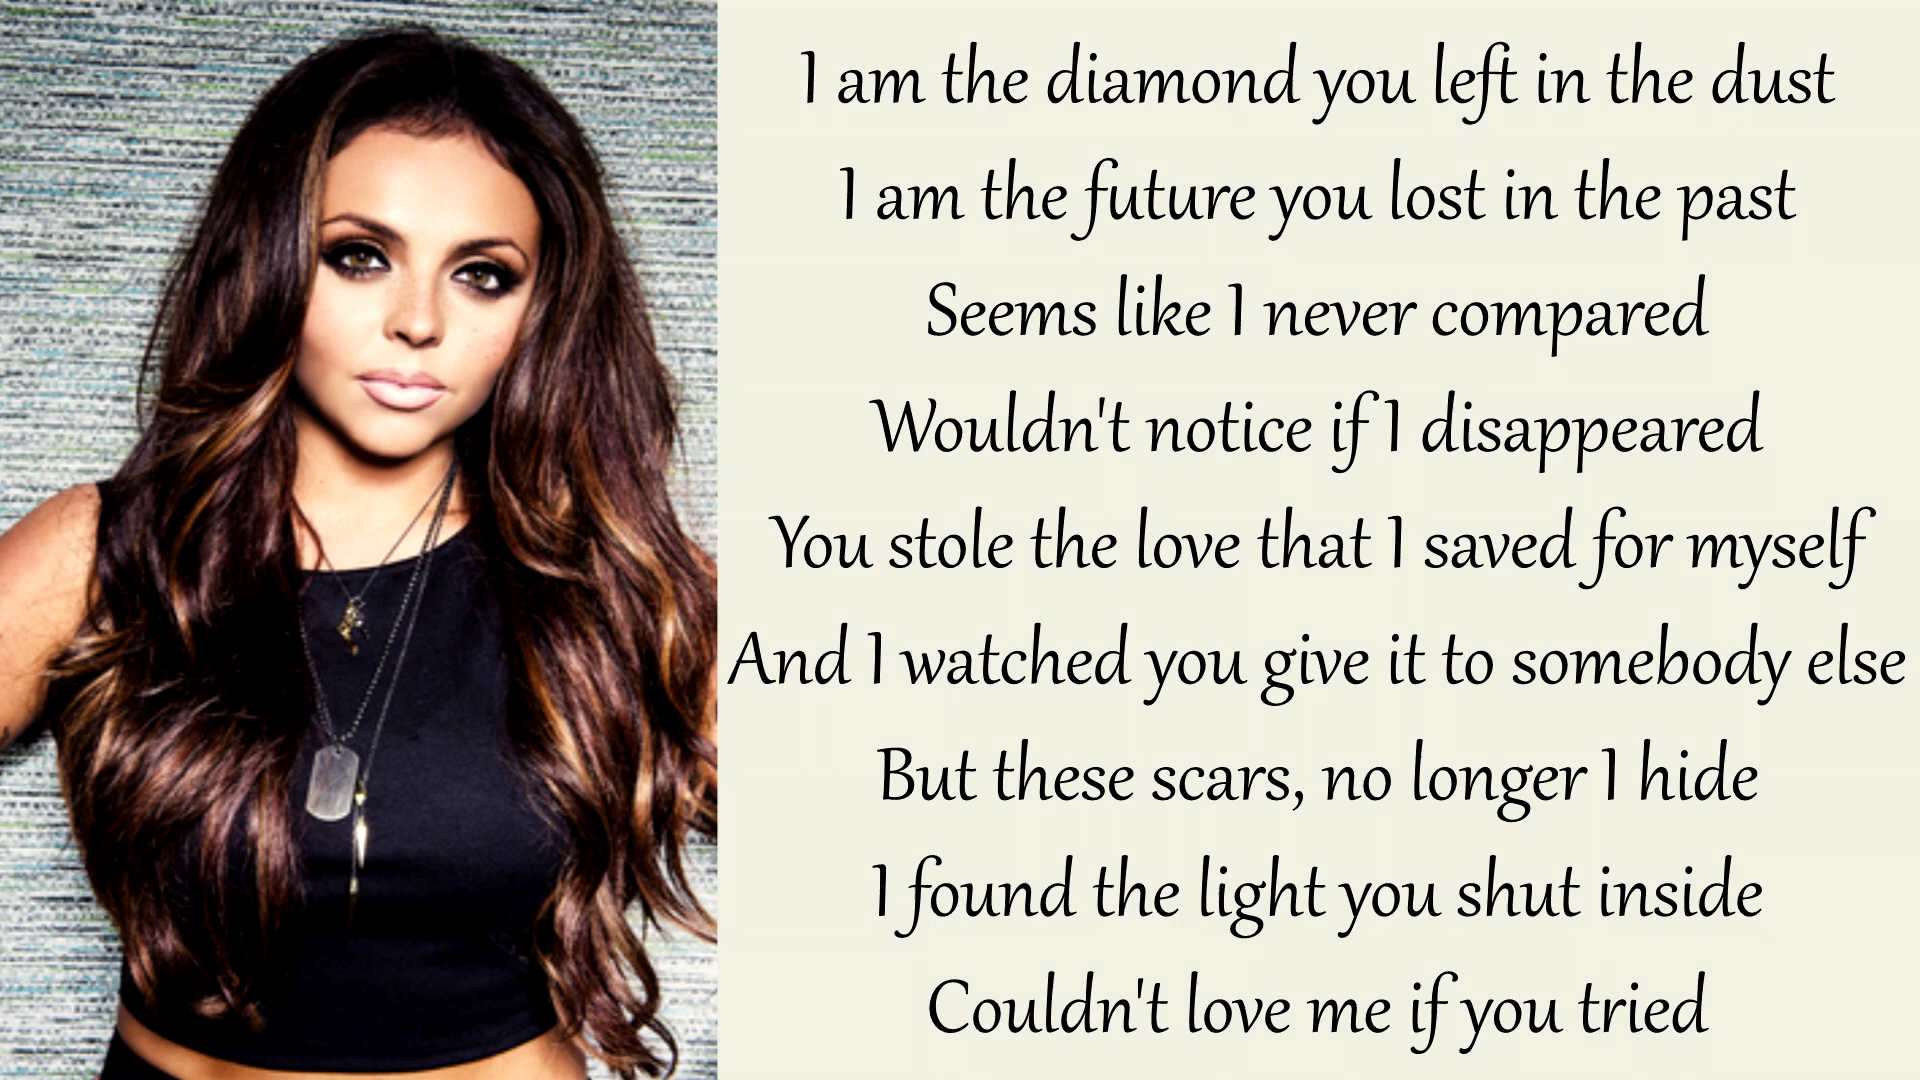 I am the diamond you left in the dust
I am the future you lost in the past
Seems like I never compared
Wouldn't notice if I disappeared
You stole the love that I saved for myself
And I watched you give it to somebody else
But these scars, no longer I hide
I found the light you shut inside
Couldn't love me if you tried